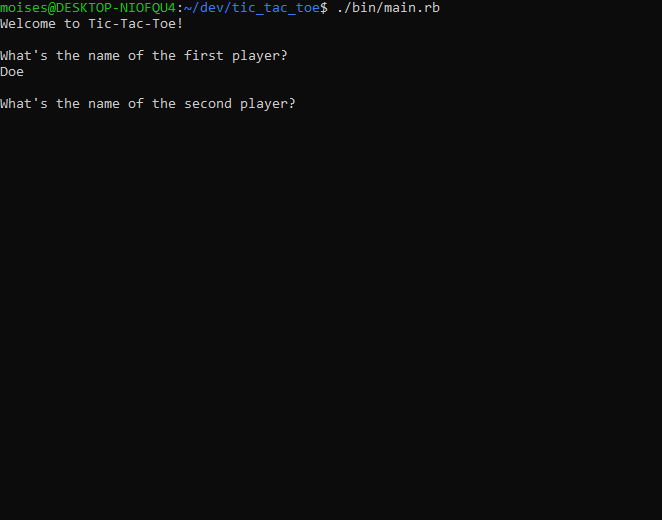 moises@DESKTOP-NIOFQU4:~/dev/tic_tac_toe$ ./bin/main.rb
Welcome to Tic-Tac-Toe!
What's the name of the first player?
Doe
What's the name of the second player?